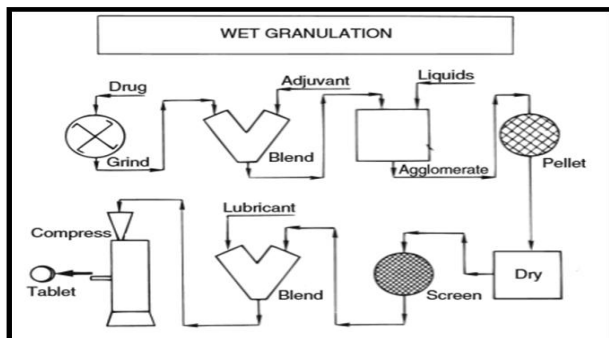 WET GRANULATION
Drug
Adjuvant
Liquids
Grind
Blend
Agglomerate
Pellet
Lubricant
Compress
Tablet
Blend
Screen
Dry